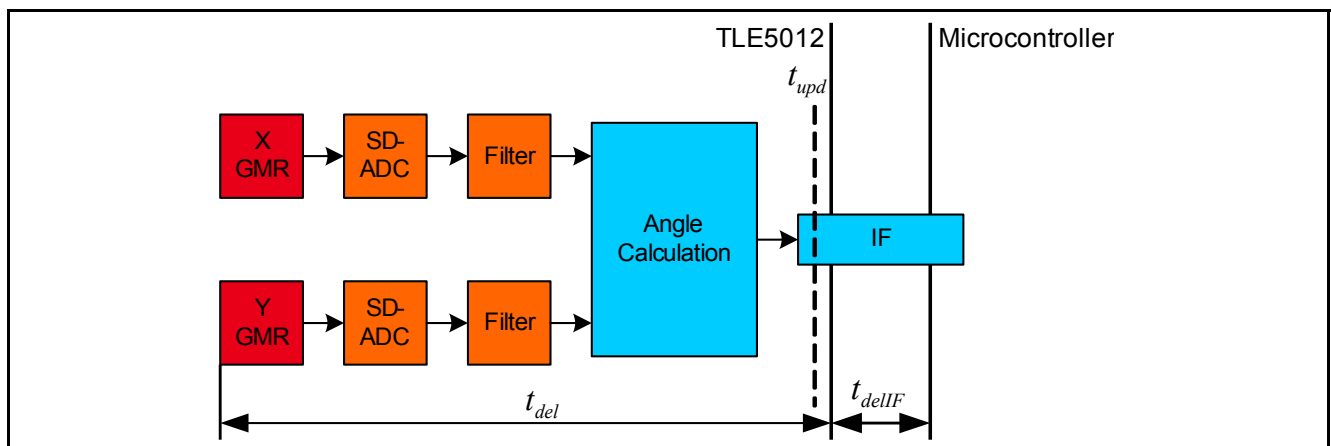 TLE5012
Microcontroller
t_upd
X
GMR
SD-
ADC
Filter
Angle
Calculation
IF
Y
GMR
SD-
ADC
Filter
t_del
t_delIF